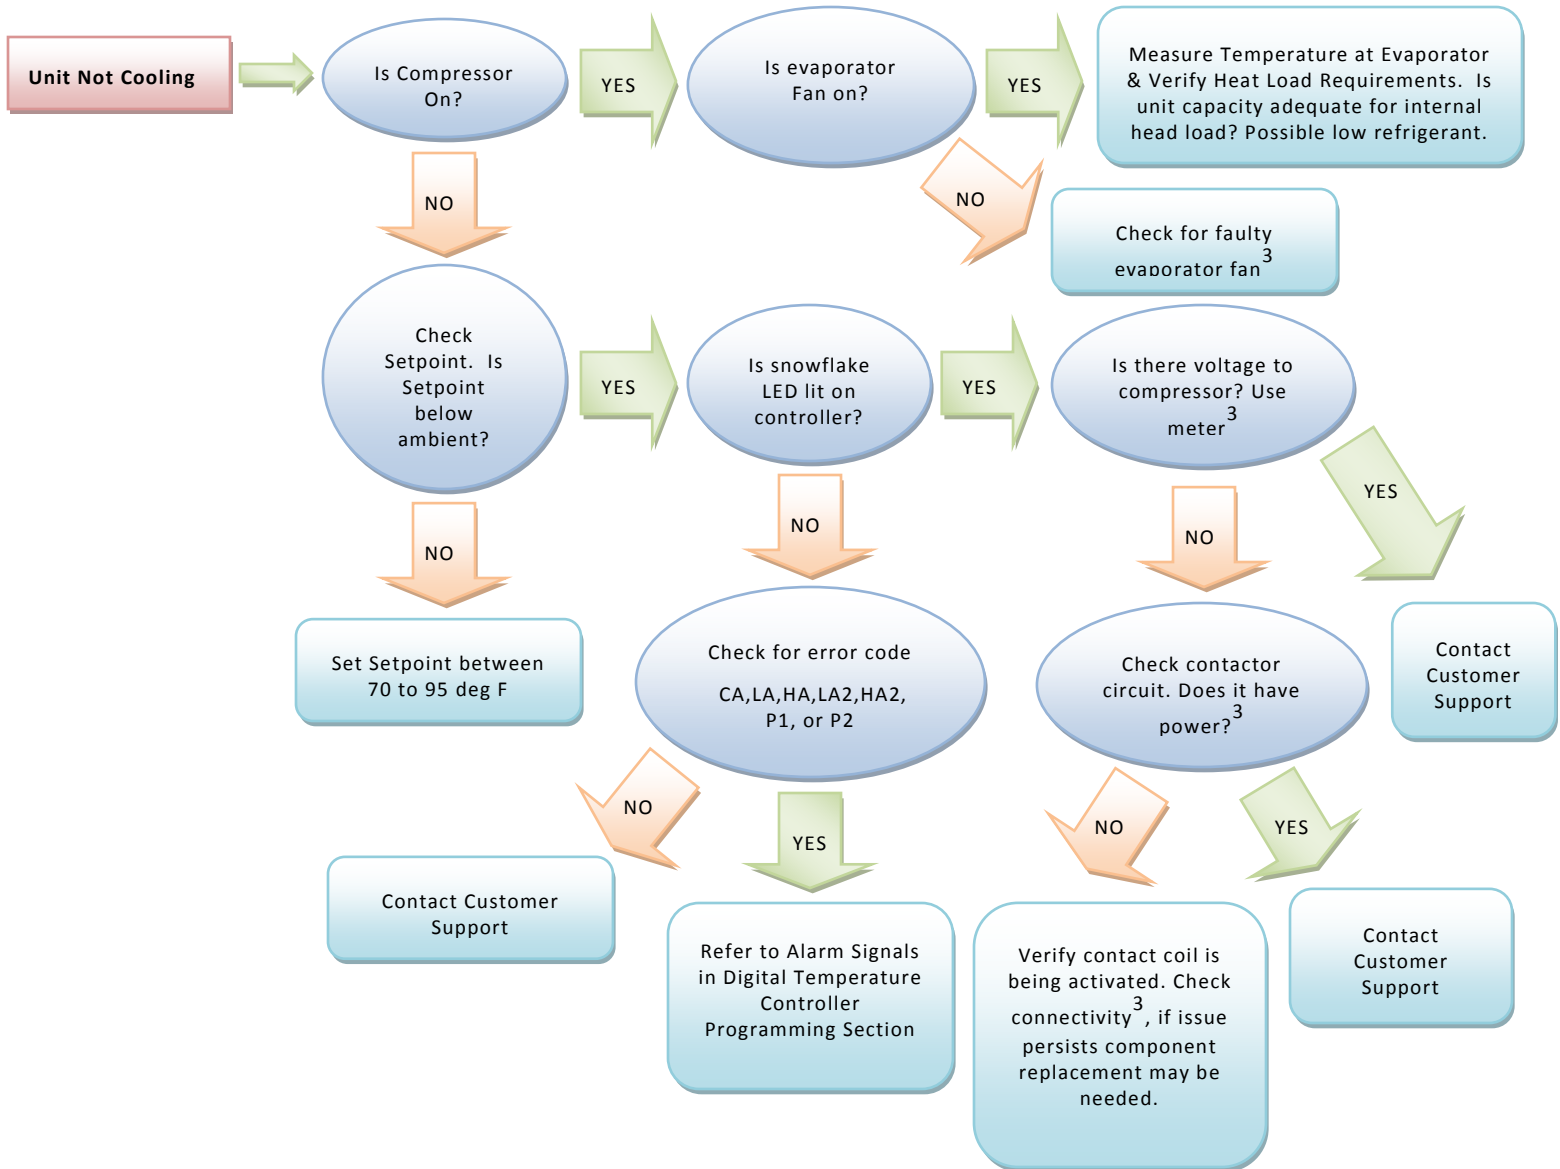 Unit Not Cooling
Is Compressor
On?
YES
Is evaporator
Fan on?
YES
Measure Temperature at Evaporator
& Verify Heat Load Requirements. Is
unit capacity adequate for internal
head load? Possible low refrigerant.
NO
NO
Check for faulty
evaporator fan3
Check
Setpoint. Is
Setpoint
below
ambient?
YES
Is snowflake
LED lit on
controller?
YES
Is there voltage to
compressor? Use
meter3
YES
NO
NO
NO
Set Setpoint between
70 to 95 deg F
Check for error code
CA,LA,HA,LA2,HA2,
P1, or P2
Check contactor
circuit. Does it have
power?3
Contact
Customer
Support
NO
YES
NO
YES
Contact Customer
Support
Refer to Alarm Signals
in Digital Temperature
Controller
Programming Section
Verify contact coil is
being activated. Check
connectivity3, if issue
persists component
replacement may be
needed.
Contact
Customer
Support